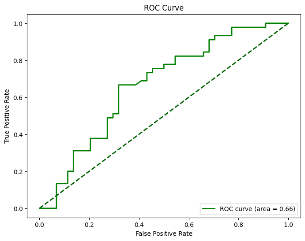 ROC Curve
1.0
0.8
0.6
0.4
0.2
0.0
True Positive Rate
ROC curve (area = 0.66)
0.0 0.2 0.4 0.6 0.8 1.0
False Positive Rate